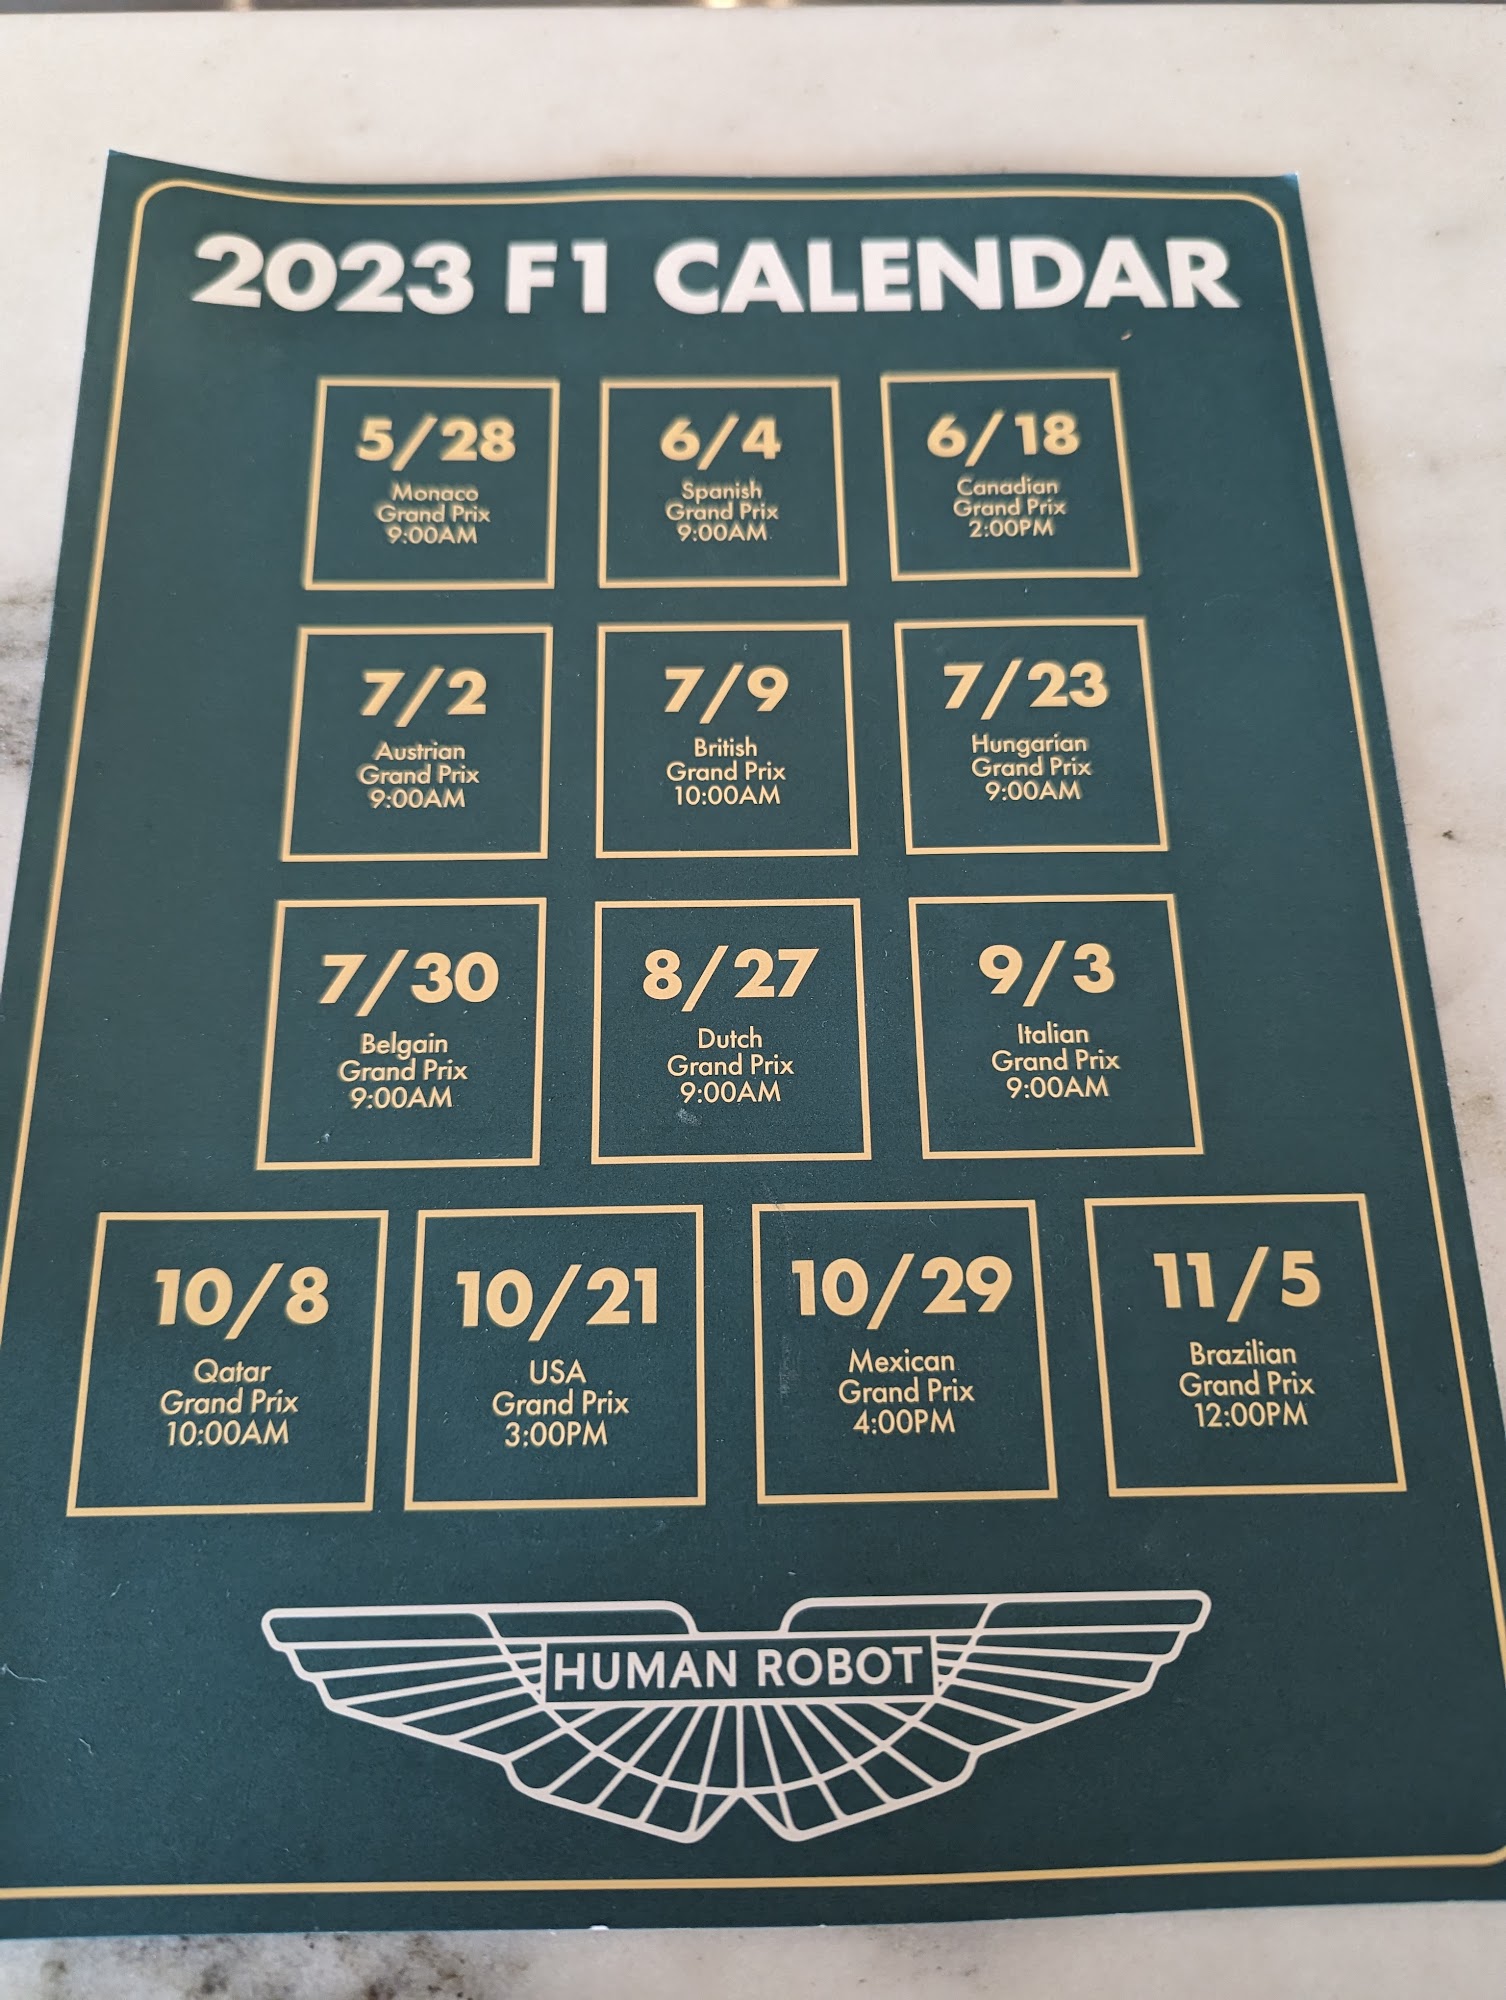 2023 F1 CALENDAR
5/28
Monaco
Grand Prix
9:00AM
6/4
Spanish
Grand Prix
9:00AM
6/18
Canadian
Grand Prix
2:00PM
7/2
Austrian
Grand Prix
9:00AM
7/9
British
Grand Prix
10:00AM
7/23
Hungarian
Grand Prix
9:00AM
7/30
Belgain
Grand Prix
9:00AM
8/27
Dutch
Grand Prix
9:00AM
9/3
Italian
Grand Prix
9:00AM
10/8
Qatar
Grand Prix
10:00AM
10/21
USA
Grand Prix
3:00PM
10/29
Mexican
Grand Prix
4:00PM
11/5
Brazilian
Grand Prix
12:00PM
HUMAN ROBOT